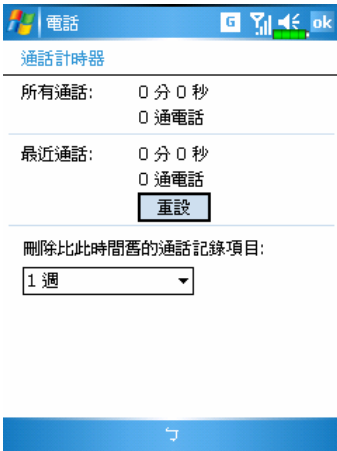 電話 G ok
通話計時器
所有通話: 0 分 0 秒
0 通電話
最近通話: 0 分 0 秒
0 通電話
重設
刪除比此時間舊的通話記錄項目:
1 週
ㄅ